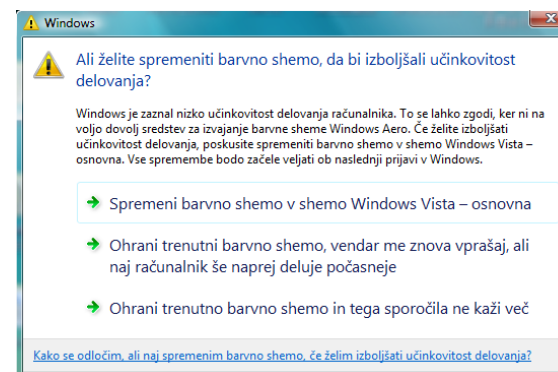 Windows
Ali želite spremeniti barvno shemo, da bi izboljšali učinkovitost
delovanja?
Windows je zaznal nizko učinkovitost delovanja računalnika. To se lahko zgodi, ker ni na
voljo dovolj sredstev za izvajanje barvne sheme Windows Aero. Če želite izboljšati
učinkovitost delovanja, poskusite spremeniti barvno shemo v shemo Windows Vista –
osnovna. Vse spremembe bodo začele veljati ob naslednji prijavi v Windows.
Spremeni barvno shemo v shemo Windows Vista – osnovna
Ohrani trenutni barvno shemo, vendar me znova vprašaj, ali
naj računalnik še naprej deluje počasneje
Ohrani trenutno barvno shemo in tega sporočila ne kaži več
Kako se odločim, ali naj spremenim barvno shemo, če želim izboljšati učinkovitost delovanja?